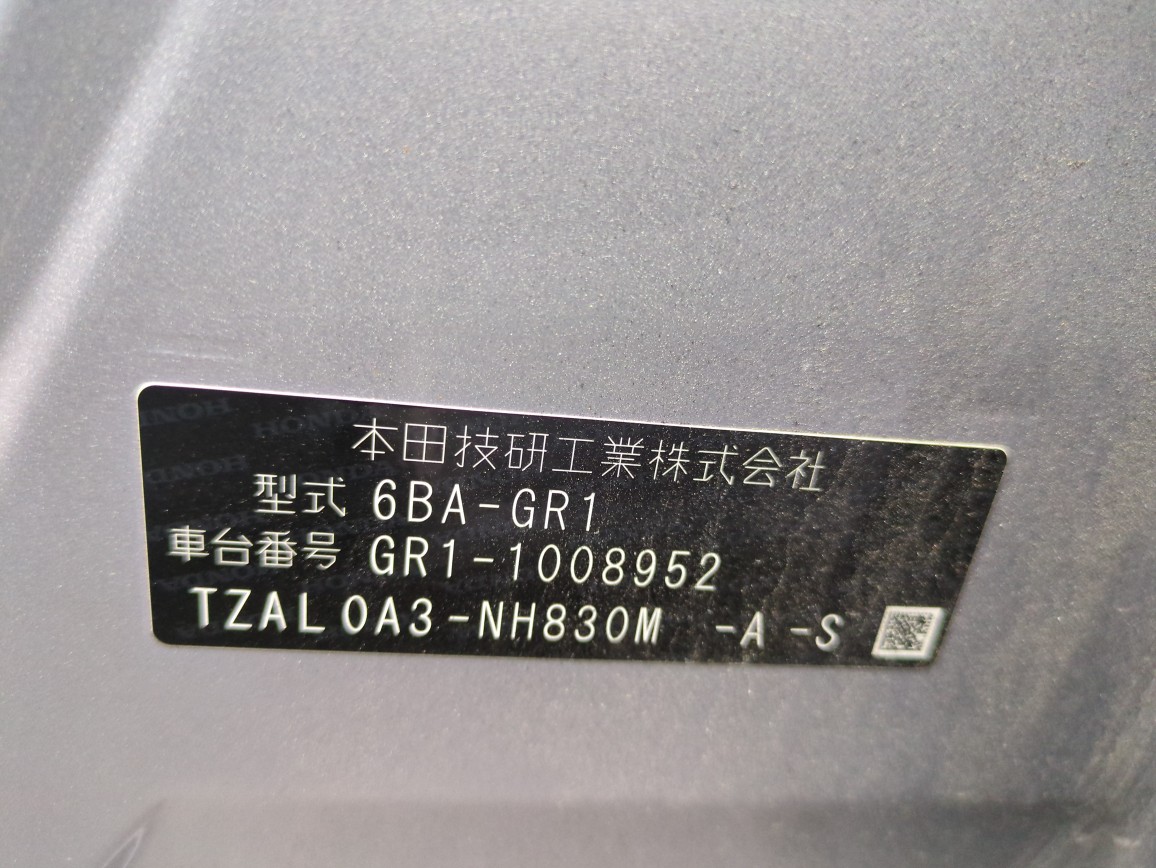 本田技研工業株式会社
型式 6BA-GR1
車台番号 GR1-1008952
TZAL0A3-NH830M -A -S